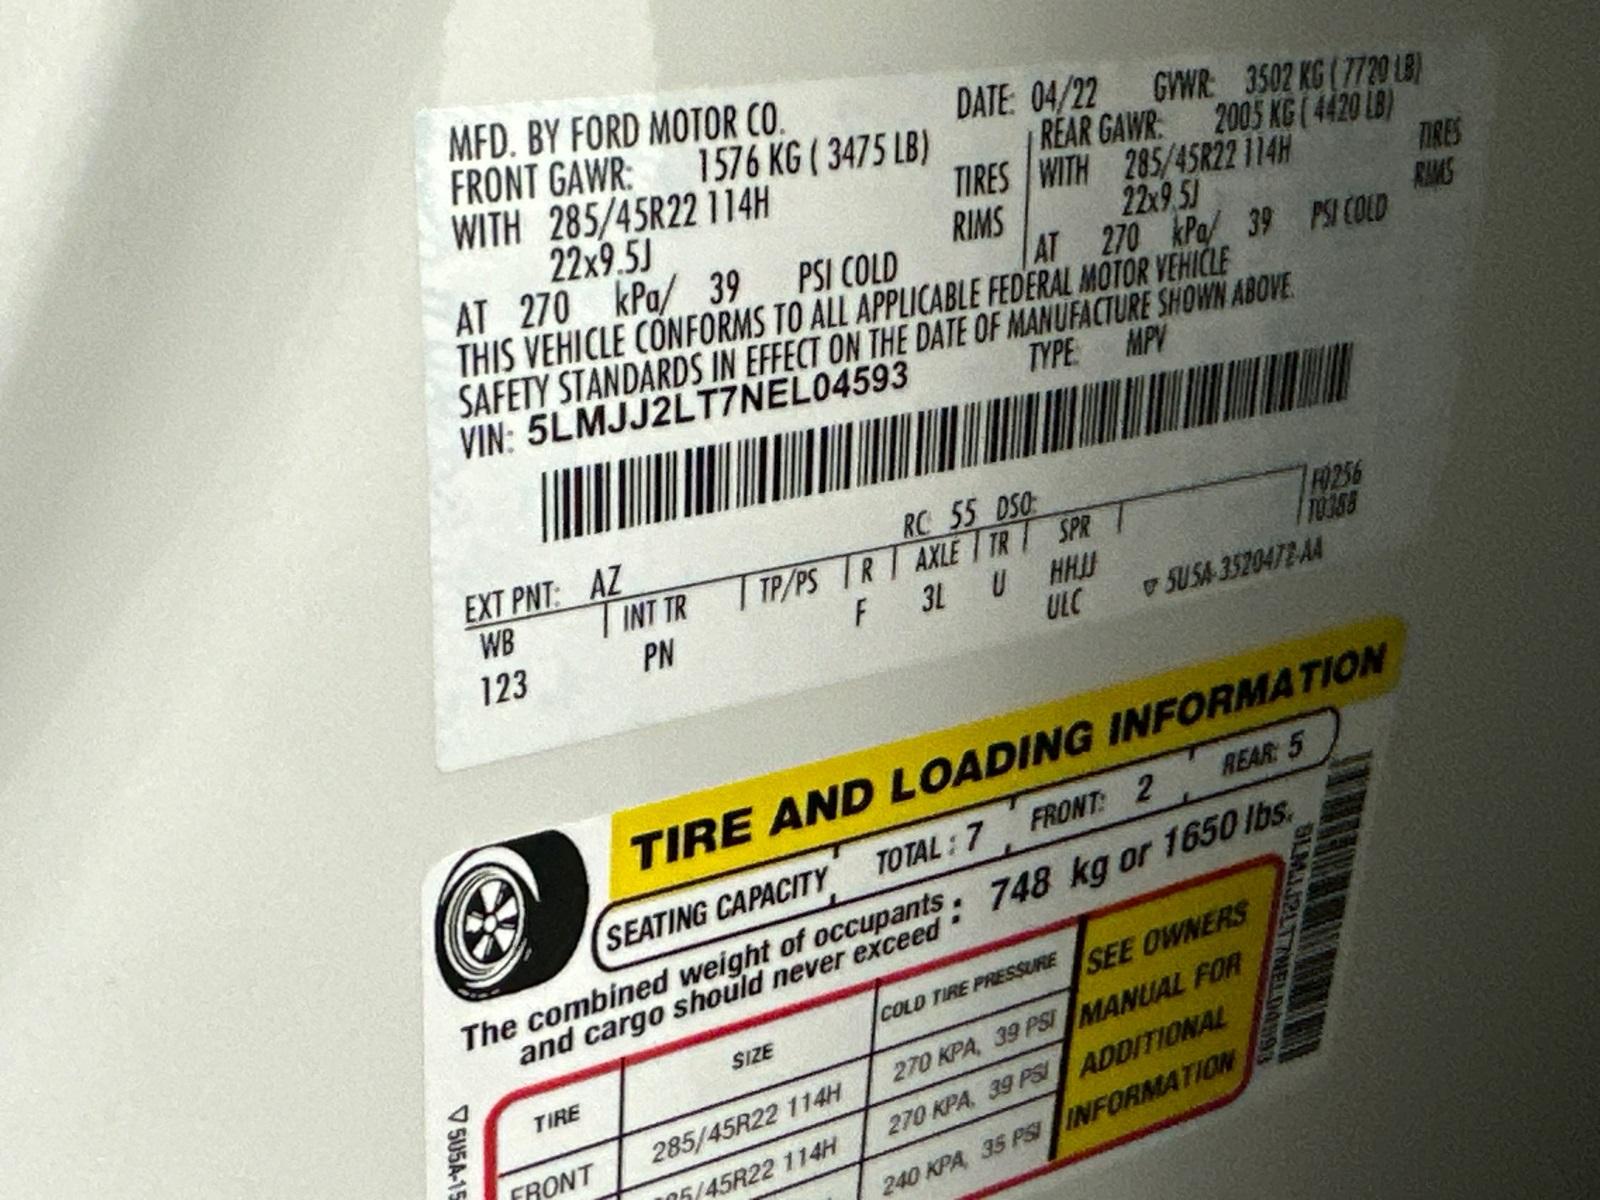 MFD. BY FORD MOTOR CO.
DATE: 04/22 GVWR: 3502 KG ( 7720 LB)
FRONT GAWR: 1576 KG ( 3475 LB)
WITH 285/45R22 114H TIRES
22x9.5J RIMS
AT 270 kPa/ 39 PSI COLD
REAR GAWR: 2005 KG ( 4420 LB)
WITH 285/45R22 114H TIRES
22x9.5J RIMS
AT 270 kPa/ 39 PSI COLD
THIS VEHICLE CONFORMS TO ALL APPLICABLE FEDERAL MOTOR VEHICLE
SAFETY STANDARDS IN EFFECT ON THE DATE OF MANUFACTURE SHOWN ABOVE.
VIN: 5LMJJ2LT7NEL04593
TYPE: MPV
F0256
T0388
EXT PNT: AZ RC: 55 DSO:
WB INT TR TP/PS R AXLE TR SPR
123 PN F 3L U HHJJ
ULC
▽ 5U5A-3520472-AA
TIRE AND LOADING INFORMATION
SEATING CAPACITY TOTAL : 7 FRONT: 2 REAR: 5
The combined weight of occupants
and cargo should never exceed : 748 kg or 1650 lbs.
TIRE SIZE COLD TIRE PRESSURE
FRONT 285/45R22 114H 270 KPA, 39 PSI
285/45R22 114H 270 KPA, 39 PSI
240 KPA, 35 PSI
SEE OWNERS
MANUAL FOR
ADDITIONAL
INFORMATION
5LMJJ2LT7NEL04593
▽ 5U5A-15